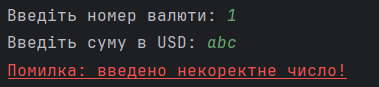 Введіть номер валюти: 1
Введіть суму в USD: abc
Помилка: введено некоректне число!